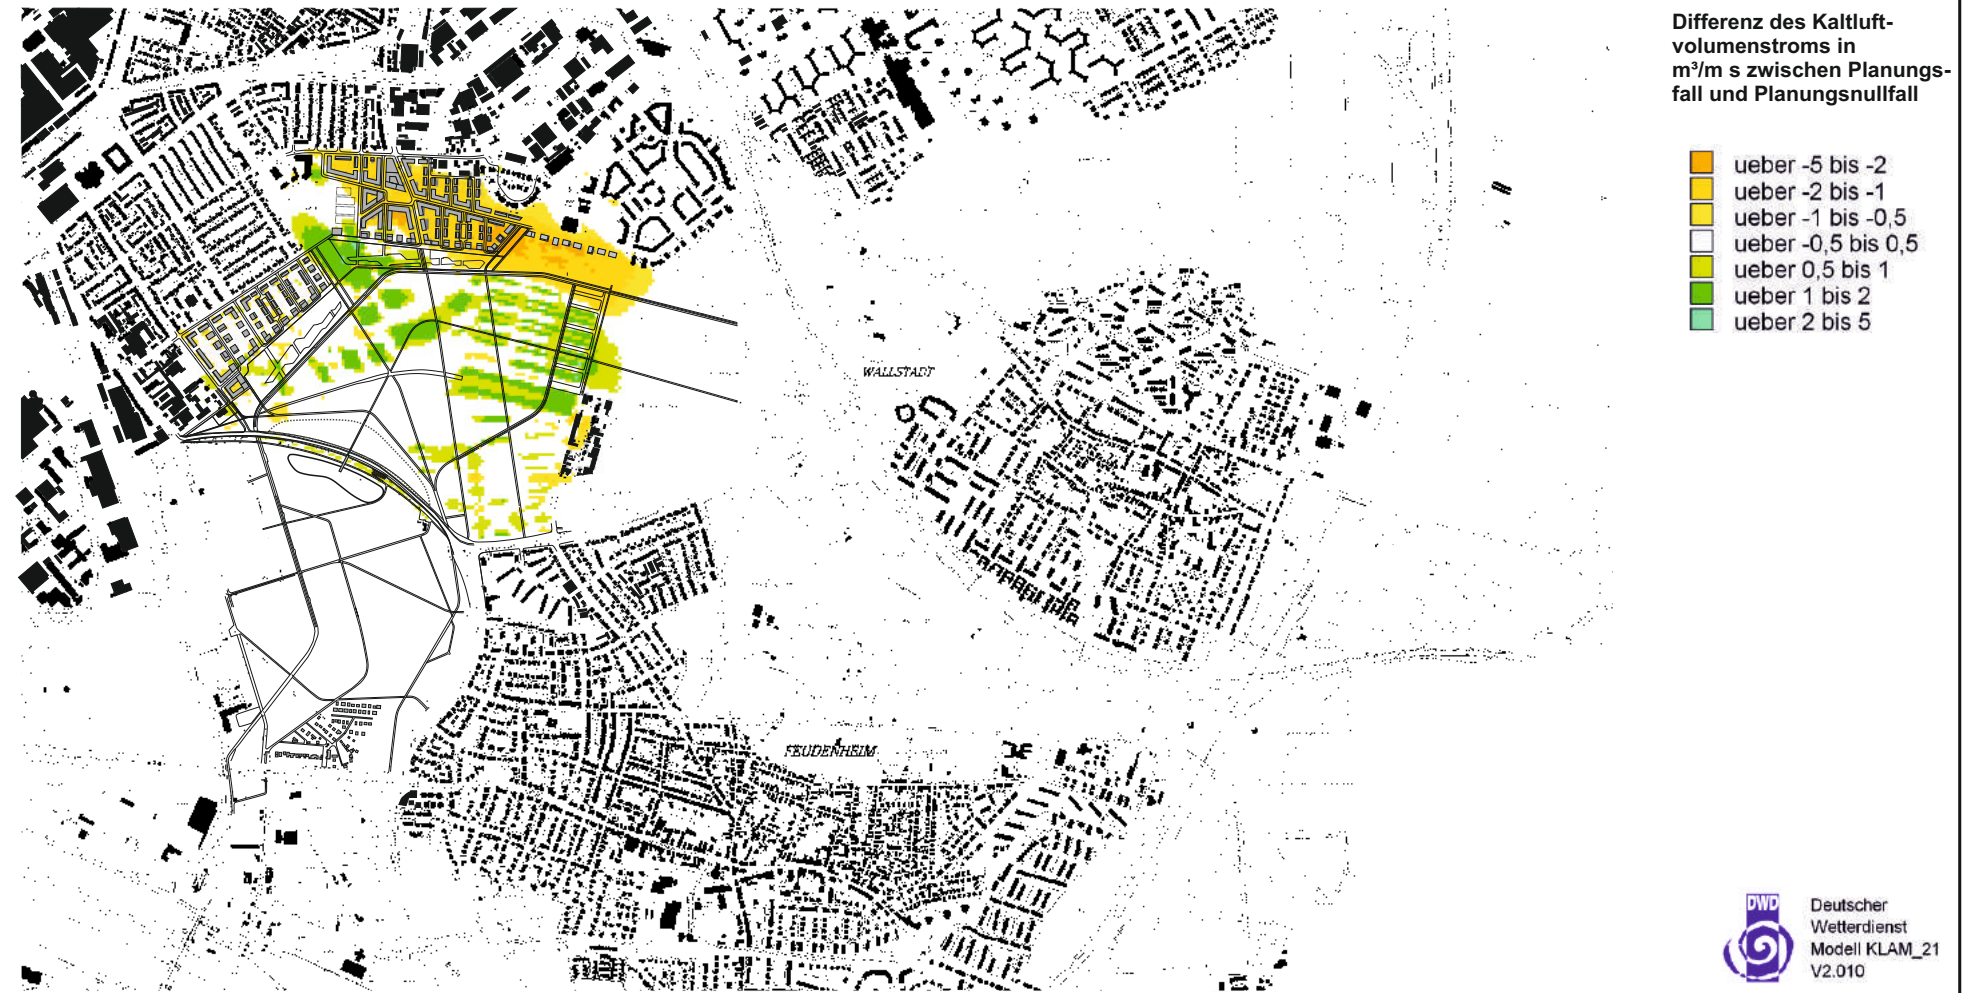 Differenz des Kaltluft-
volumenstroms in
m³/m s zwischen Planungs-
fall und Planungsnullfall
ueber -5 bis -2
ueber -2 bis -1
ueber -1 bis -0,5
ueber -0,5 bis 0,5
ueber 0,5 bis 1
ueber 1 bis 2
ueber 2 bis 5
WALLSTADT
FEUDENHEIM
DWD
Deutscher
Wetterdienst
Modell KLAM_21
V2.010